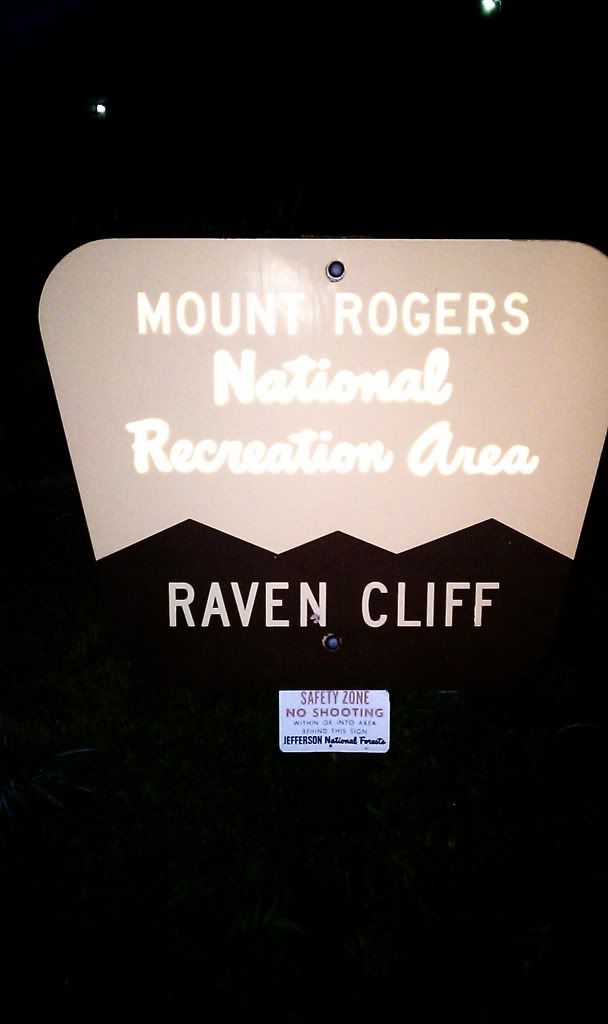 MOUNT ROGERS
National
Recreation Area
RAVEN CLIFF
SAFETY ZONE
NO SHOOTING
WITHIN OR INTO AREA
BEHIND THIS SIGN
JEFFERSON National Forests